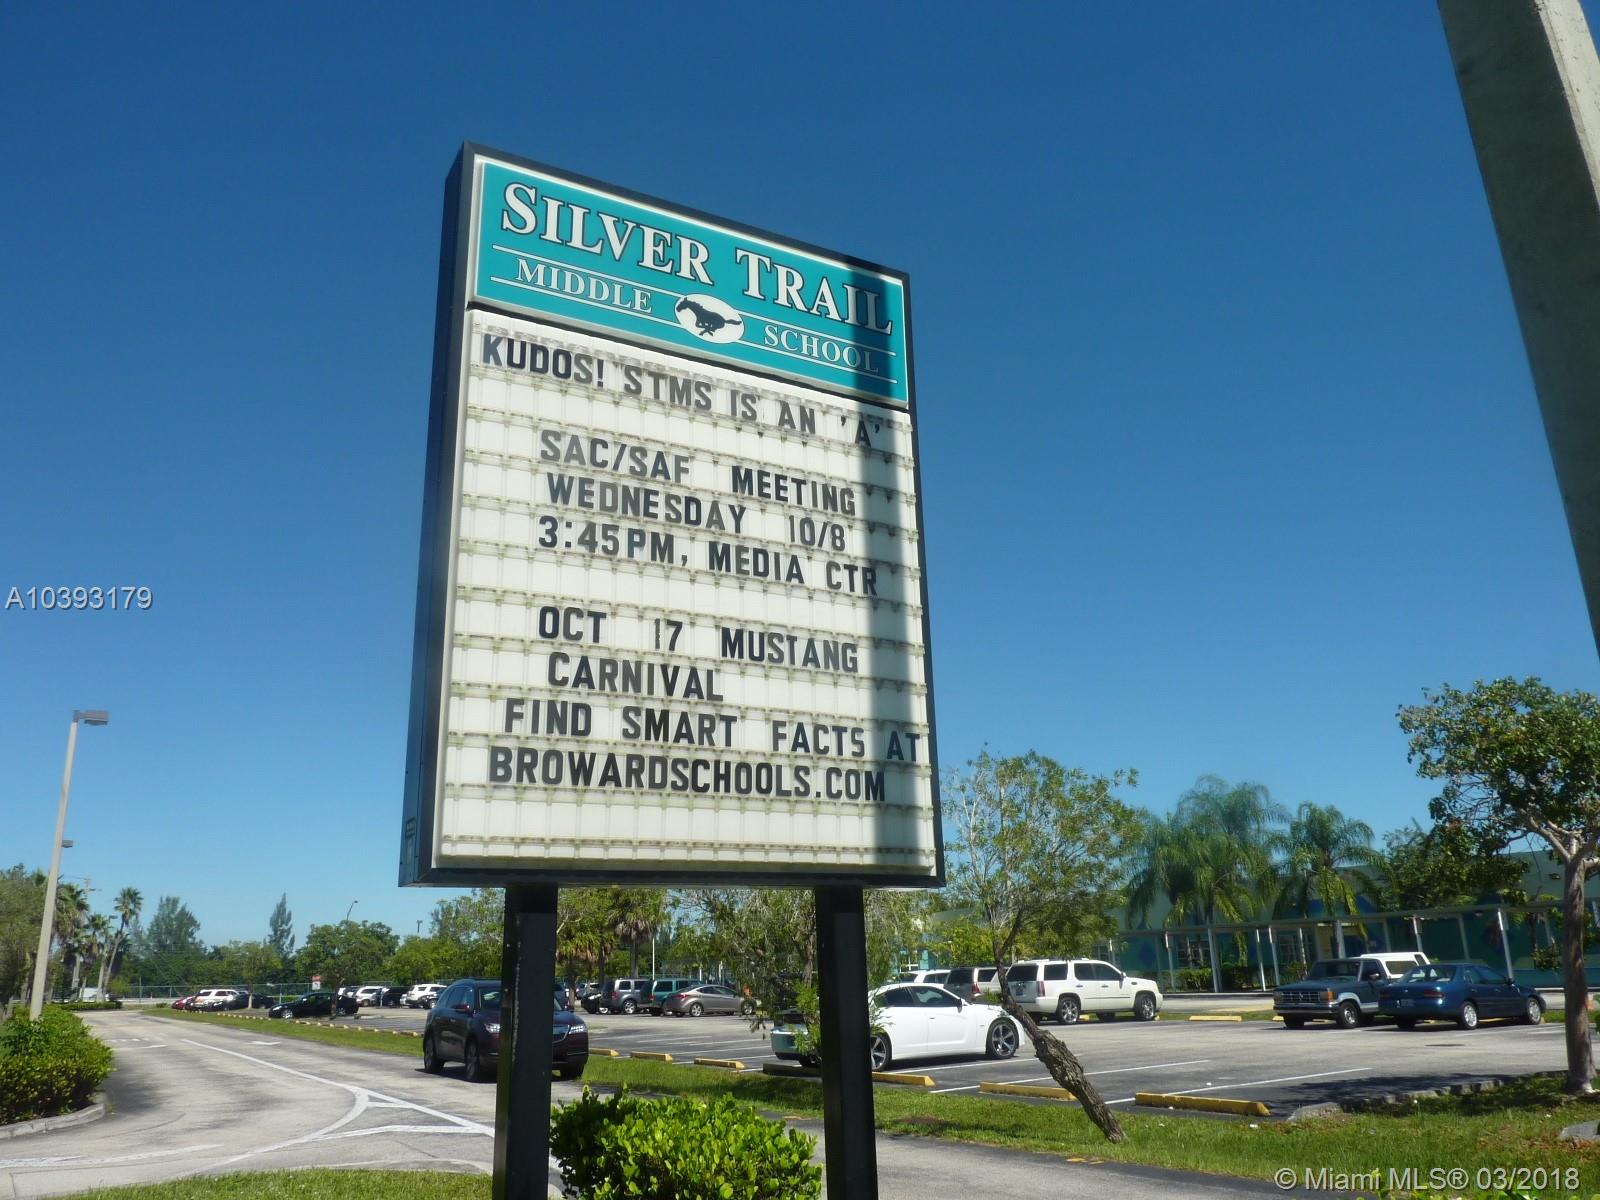 SILVER TRAIL
MIDDLE SCHOOL
KUDOS! STMS IS AN 'A'
SAC/SAF MEETING
WEDNESDAY 10/8
3:45PM, MEDIA CTR
OCT 17 MUSTANG
CARNIVAL
FIND SMART FACTS AT
BROWARDSCHOOLS.COM
A10393179
© Miami MLS® 03/2018